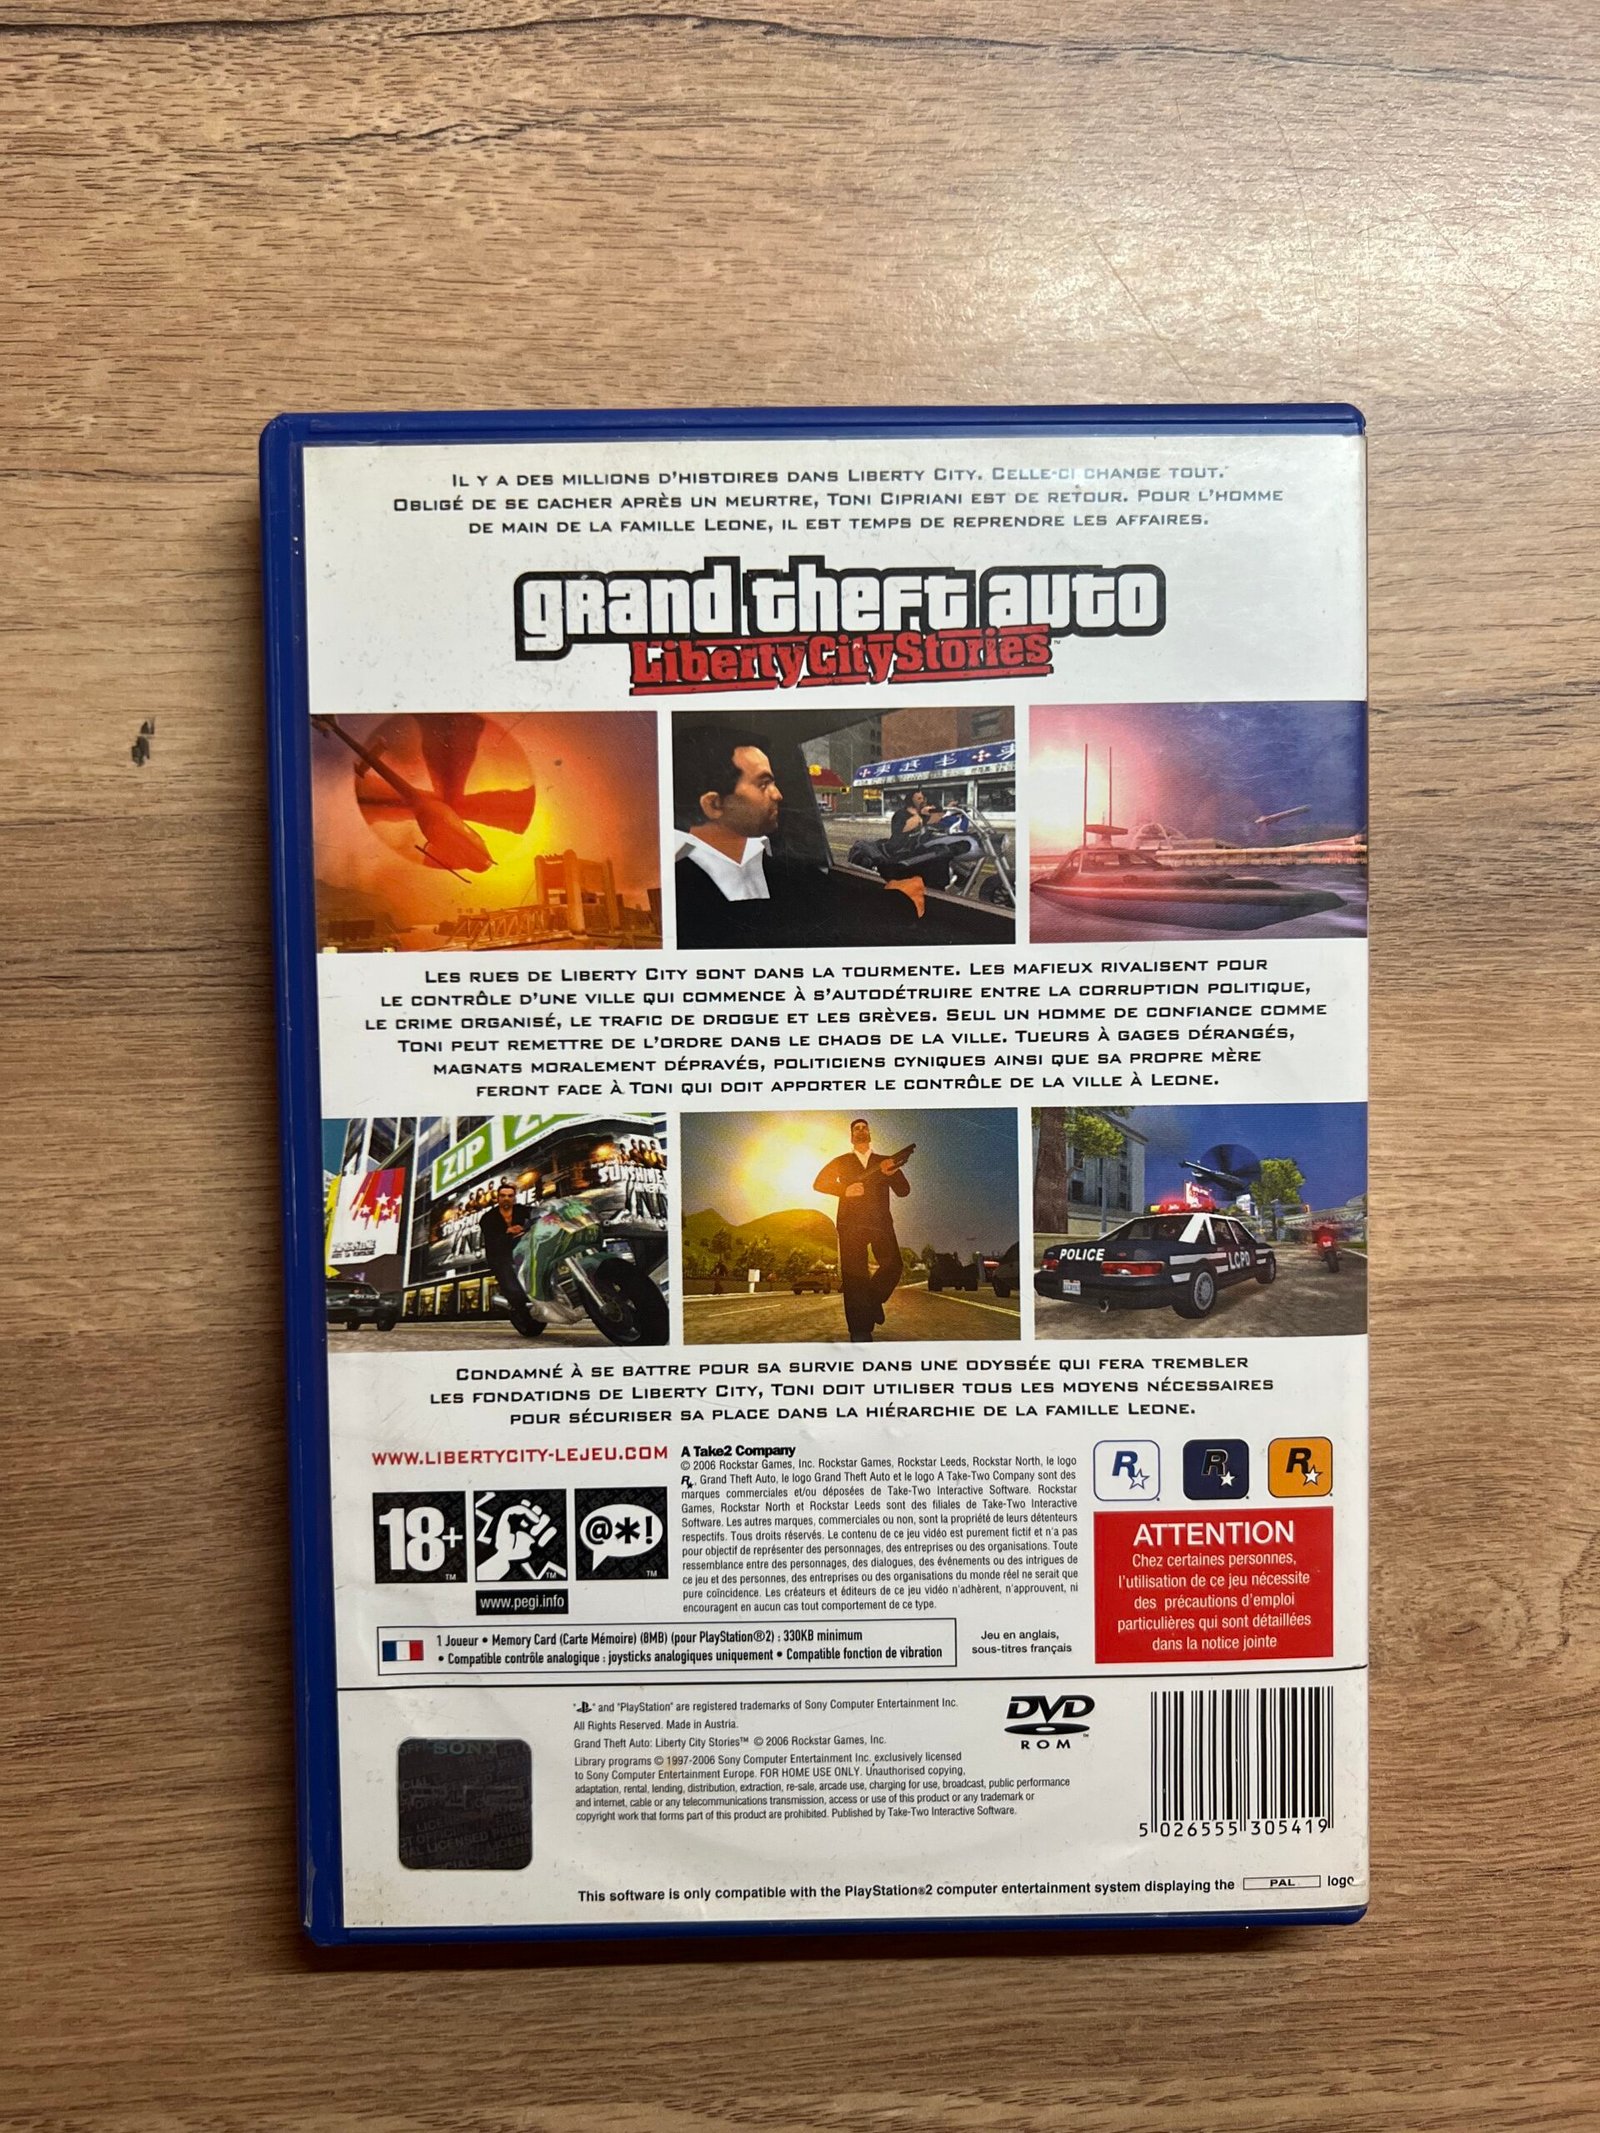 IL Y A DES MILLIONS D'HISTOIRES DANS LIBERTY CITY. CELLE-CI CHANGE TOUT.
OBLIGÉ DE SE CACHER APRÈS UN MEURTRE, TONI CIPRIANI EST DE RETOUR. POUR L'HOMME
DE MAIN DE LA FAMILLE LEONE, IL EST TEMPS DE REPRENDRE LES AFFAIRES.
grand theft auto
Liberty City Stories
LES RUES DE LIBERTY CITY SONT DANS LA TOURMENTE. LES MAFIEUX RIVALISENT POUR
LE CONTRÔLE D'UNE VILLE QUI COMMENCE À S'AUTODÉTRUIRE ENTRE LA CORRUPTION POLITIQUE,
LE CRIME ORGANISÉ, LE TRAFIC DE DROGUE ET LES GRÈVES. SEUL UN HOMME DE CONFIANCE COMME
TONI PEUT REMETTRE DE L'ORDRE DANS LE CHAOS DE LA VILLE. TUEURS À GAGES DÉRANGÉS,
MAGNATS MORALEMENT DÉPRAVÉS, POLITICIENS CYNIQUES AINSI QUE SA PROPRE MÈRE
FERONT FACE À TONI QUI DOIT APPORTER LE CONTRÔLE DE LA VILLE À LEONE.
ZIP
SUNSHINE
POLICE
LCPD
CONDAMNÉ À SE BATTRE POUR SA SURVIE DANS UNE ODYSSÉE QUI FERA TREMBLER
LES FONDATIONS DE LIBERTY CITY, TONI DOIT UTILISER TOUS LES MOYENS NÉCESSAIRES
POUR SÉCURISER SA PLACE DANS LA HIÉRARCHIE DE LA FAMILLE LEONE.
WWW.LIBERTYCITY-LEJEU.COM
18+
TM
TM
@*!
TM
www.pegi.info
A Take2 Company
© 2006 Rockstar Games, Inc. Rockstar Games, Rockstar Leeds, Rockstar North, le logo
R, Grand Theft Auto, le logo Grand Theft Auto et le logo A Take-Two Company sont des
marques commerciales et/ou déposées de Take-Two Interactive Software. Rockstar
Games, Rockstar North et Rockstar Leeds sont des filiales de Take-Two Interactive
Software. Les autres marques, commerciales ou non, sont la propriété de leurs détenteurs
respectifs. Tous droits réservés. Le contenu de ce jeu vidéo est purement fictif et n'a pas
pour objectif de représenter des personnages, des entreprises ou des organisations. Toute
ressemblance entre des personnages, des dialogues, des événements ou des intrigues de
ce jeu et des personnes, des entreprises ou des organisations du monde réel ne serait que
pure coïncidence. Les créateurs et éditeurs de ce jeu vidéo n'adhèrent, n'approuvent, ni
encouragent en aucun cas tout comportement de ce type.
R
R
R
ATTENTION
Chez certaines personnes,
l'utilisation de ce jeu nécessite
des précautions d'emploi
particulières qui sont détaillées
dans la notice jointe
1 Joueur • Memory Card (Carte Mémoire) (8MB) (pour PlayStation®2) : 330KB minimum
• Compatible contrôle analogique : joysticks analogiques uniquement • Compatible fonction de vibration
Jeu en anglais,
sous-titres français
" " and "PlayStation" are registered trademarks of Sony Computer Entertainment Inc.
All Rights Reserved. Made in Austria.
Grand Theft Auto: Liberty City Stories™ © 2006 Rockstar Games, Inc.
Library programs © 1997-2006 Sony Computer Entertainment Inc. exclusively licensed
to Sony Computer Entertainment Europe. FOR HOME USE ONLY. Unauthorised copying,
adaptation, rental, lending, distribution, extraction, re-sale, arcade use, charging for use, broadcast, public performance
and internet, cable or any telecommunications transmission, access or use of this product or any trademark or
copyright work that forms part of this product are prohibited. Published by Take-Two Interactive Software.
DVD
ROM
SONY
5 026555 305419
This software is only compatible with the PlayStation®2 computer entertainment system displaying the PAL logo